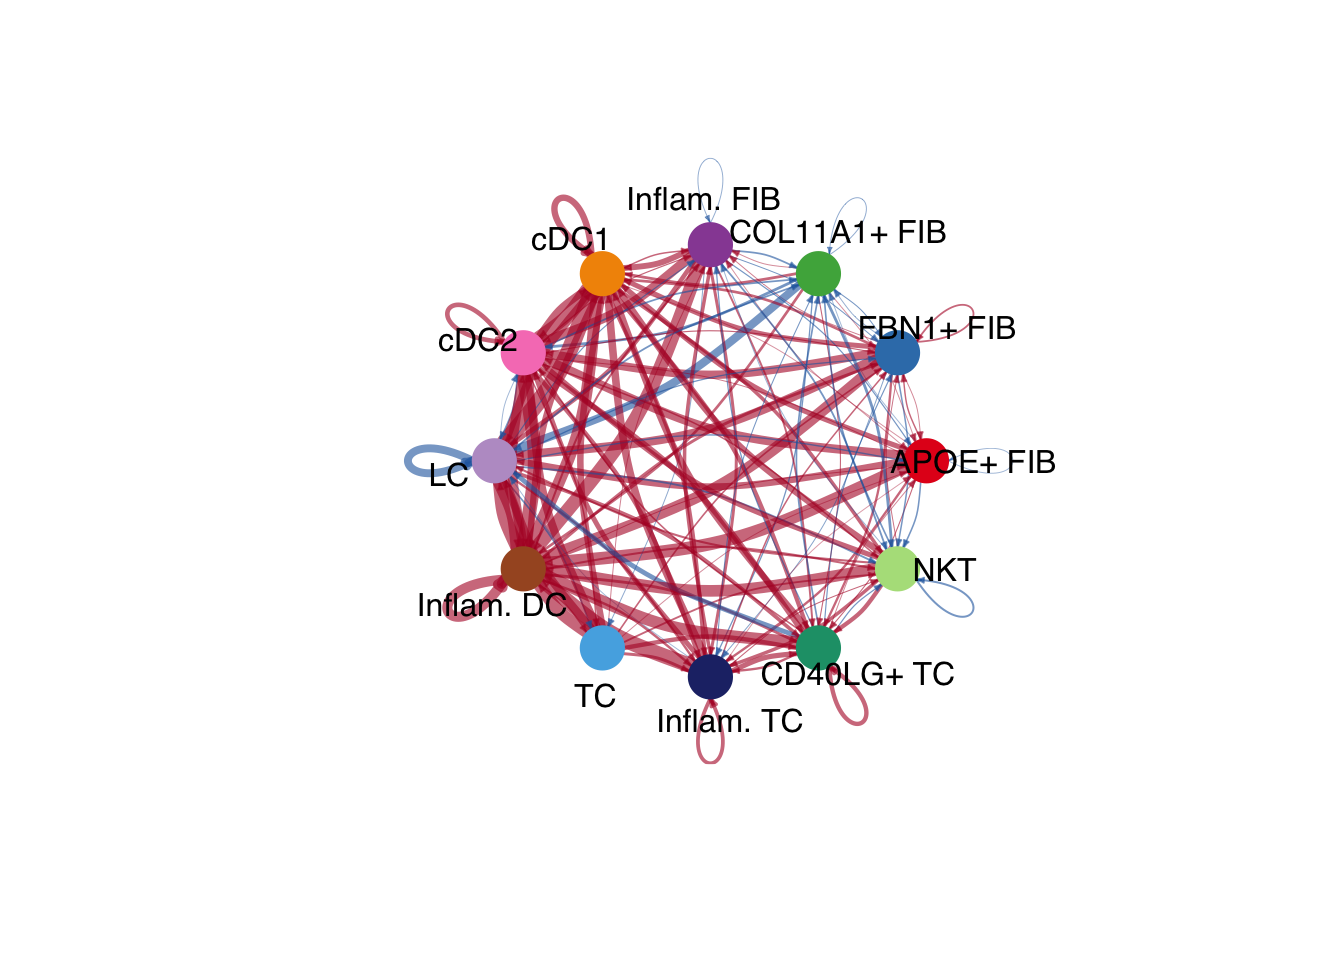 Inflam. FIB
COL11A1+ FIB
cDC1
FBN1+ FIB
cDC2
APOE+ FIB
LC
NKT
Inflam. DC
CD40LG+ TC
TC
Inflam. TC